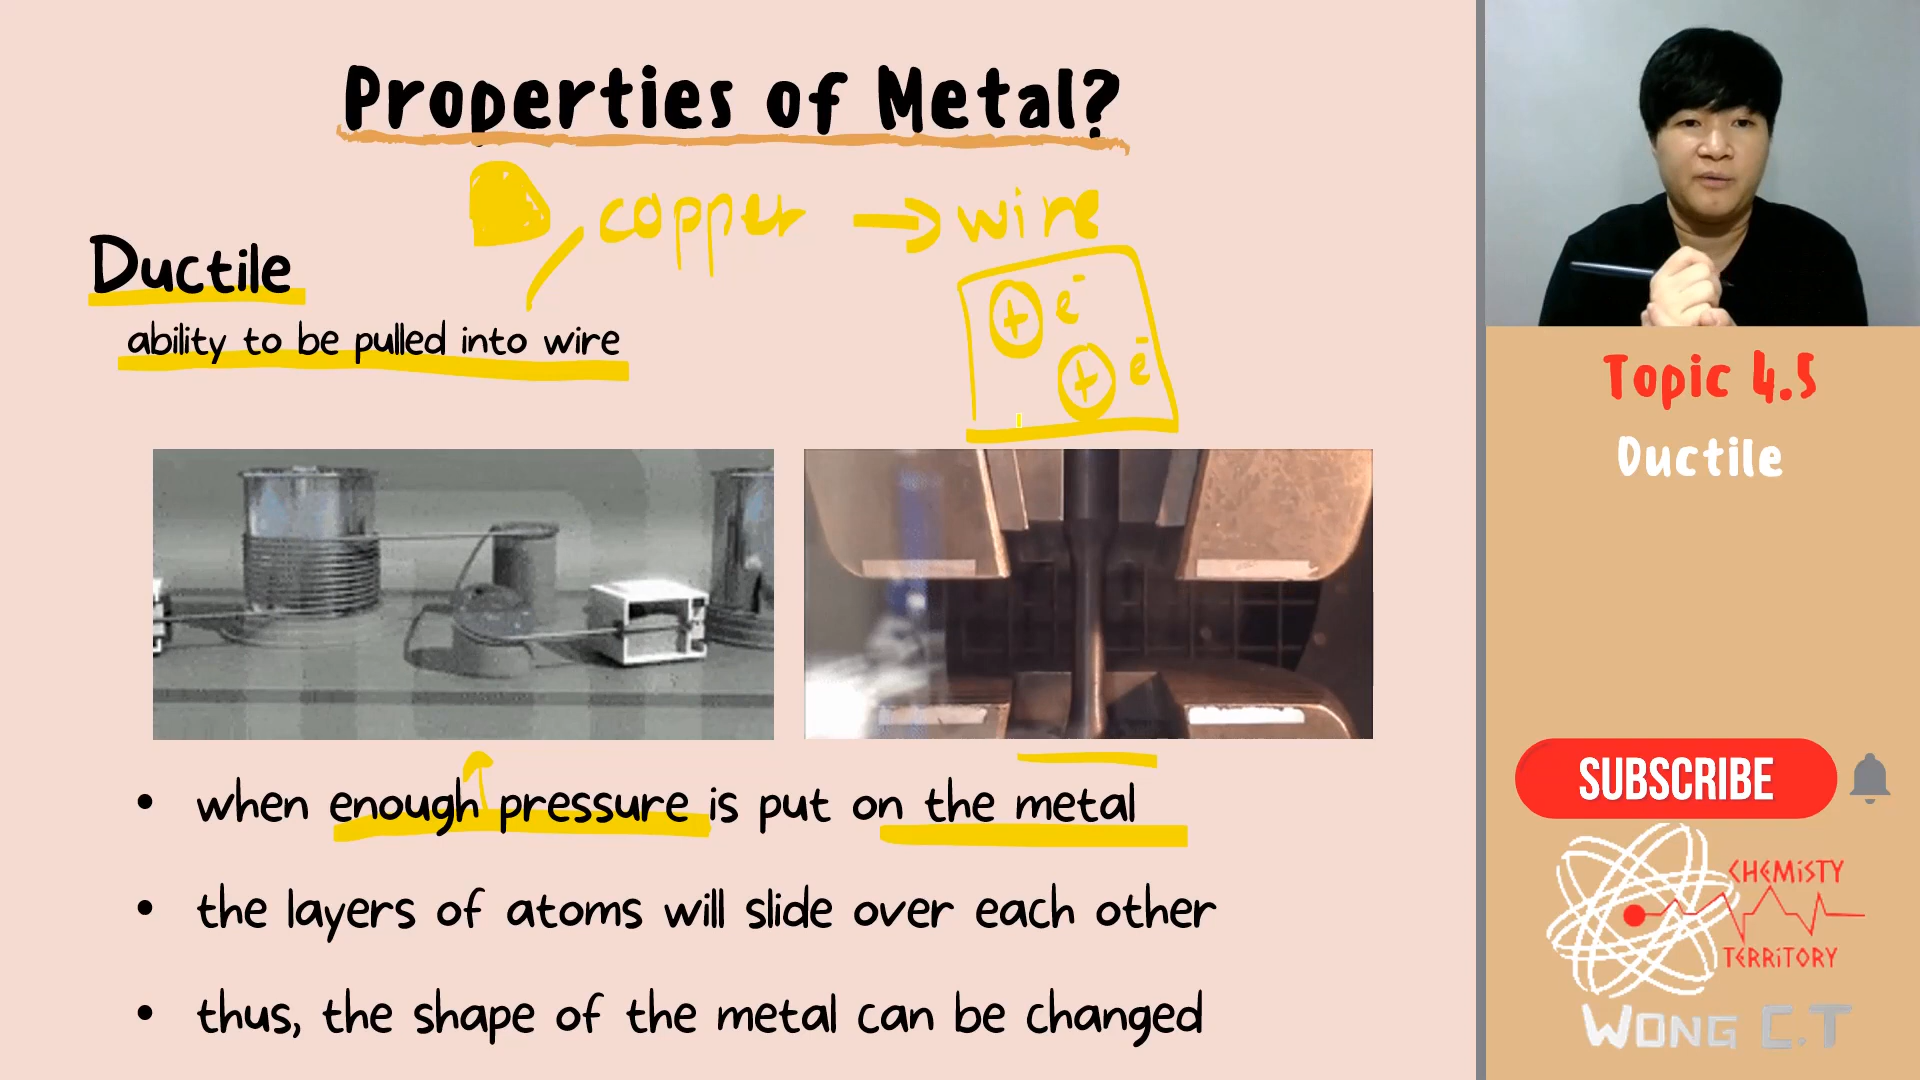 Properties of Metal?
copper → wire
Ductile
ability to be pulled into wire
+ e-
+ e-
• when enough pressure is put on the metal
• the layers of atoms will slide over each other
• thus, the shape of the metal can be changed
Topic 4.5
Ductile
SUBSCRIBE
CHEMiSTY
TERRiTORY
WONG C.T